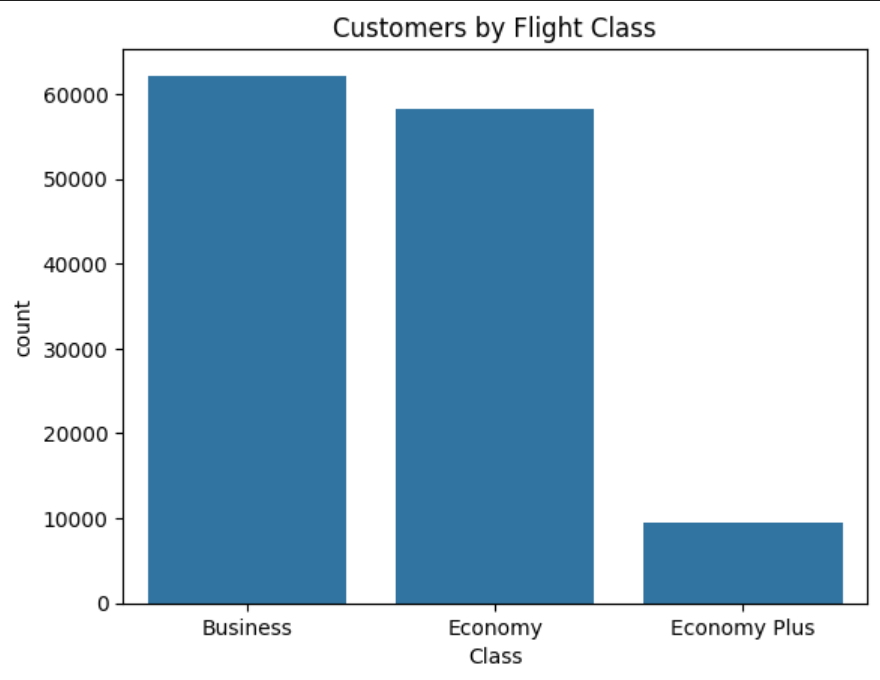 Customers by Flight Class
60000
50000
40000
30000
20000
10000
0
count
Business Economy Economy Plus
Class